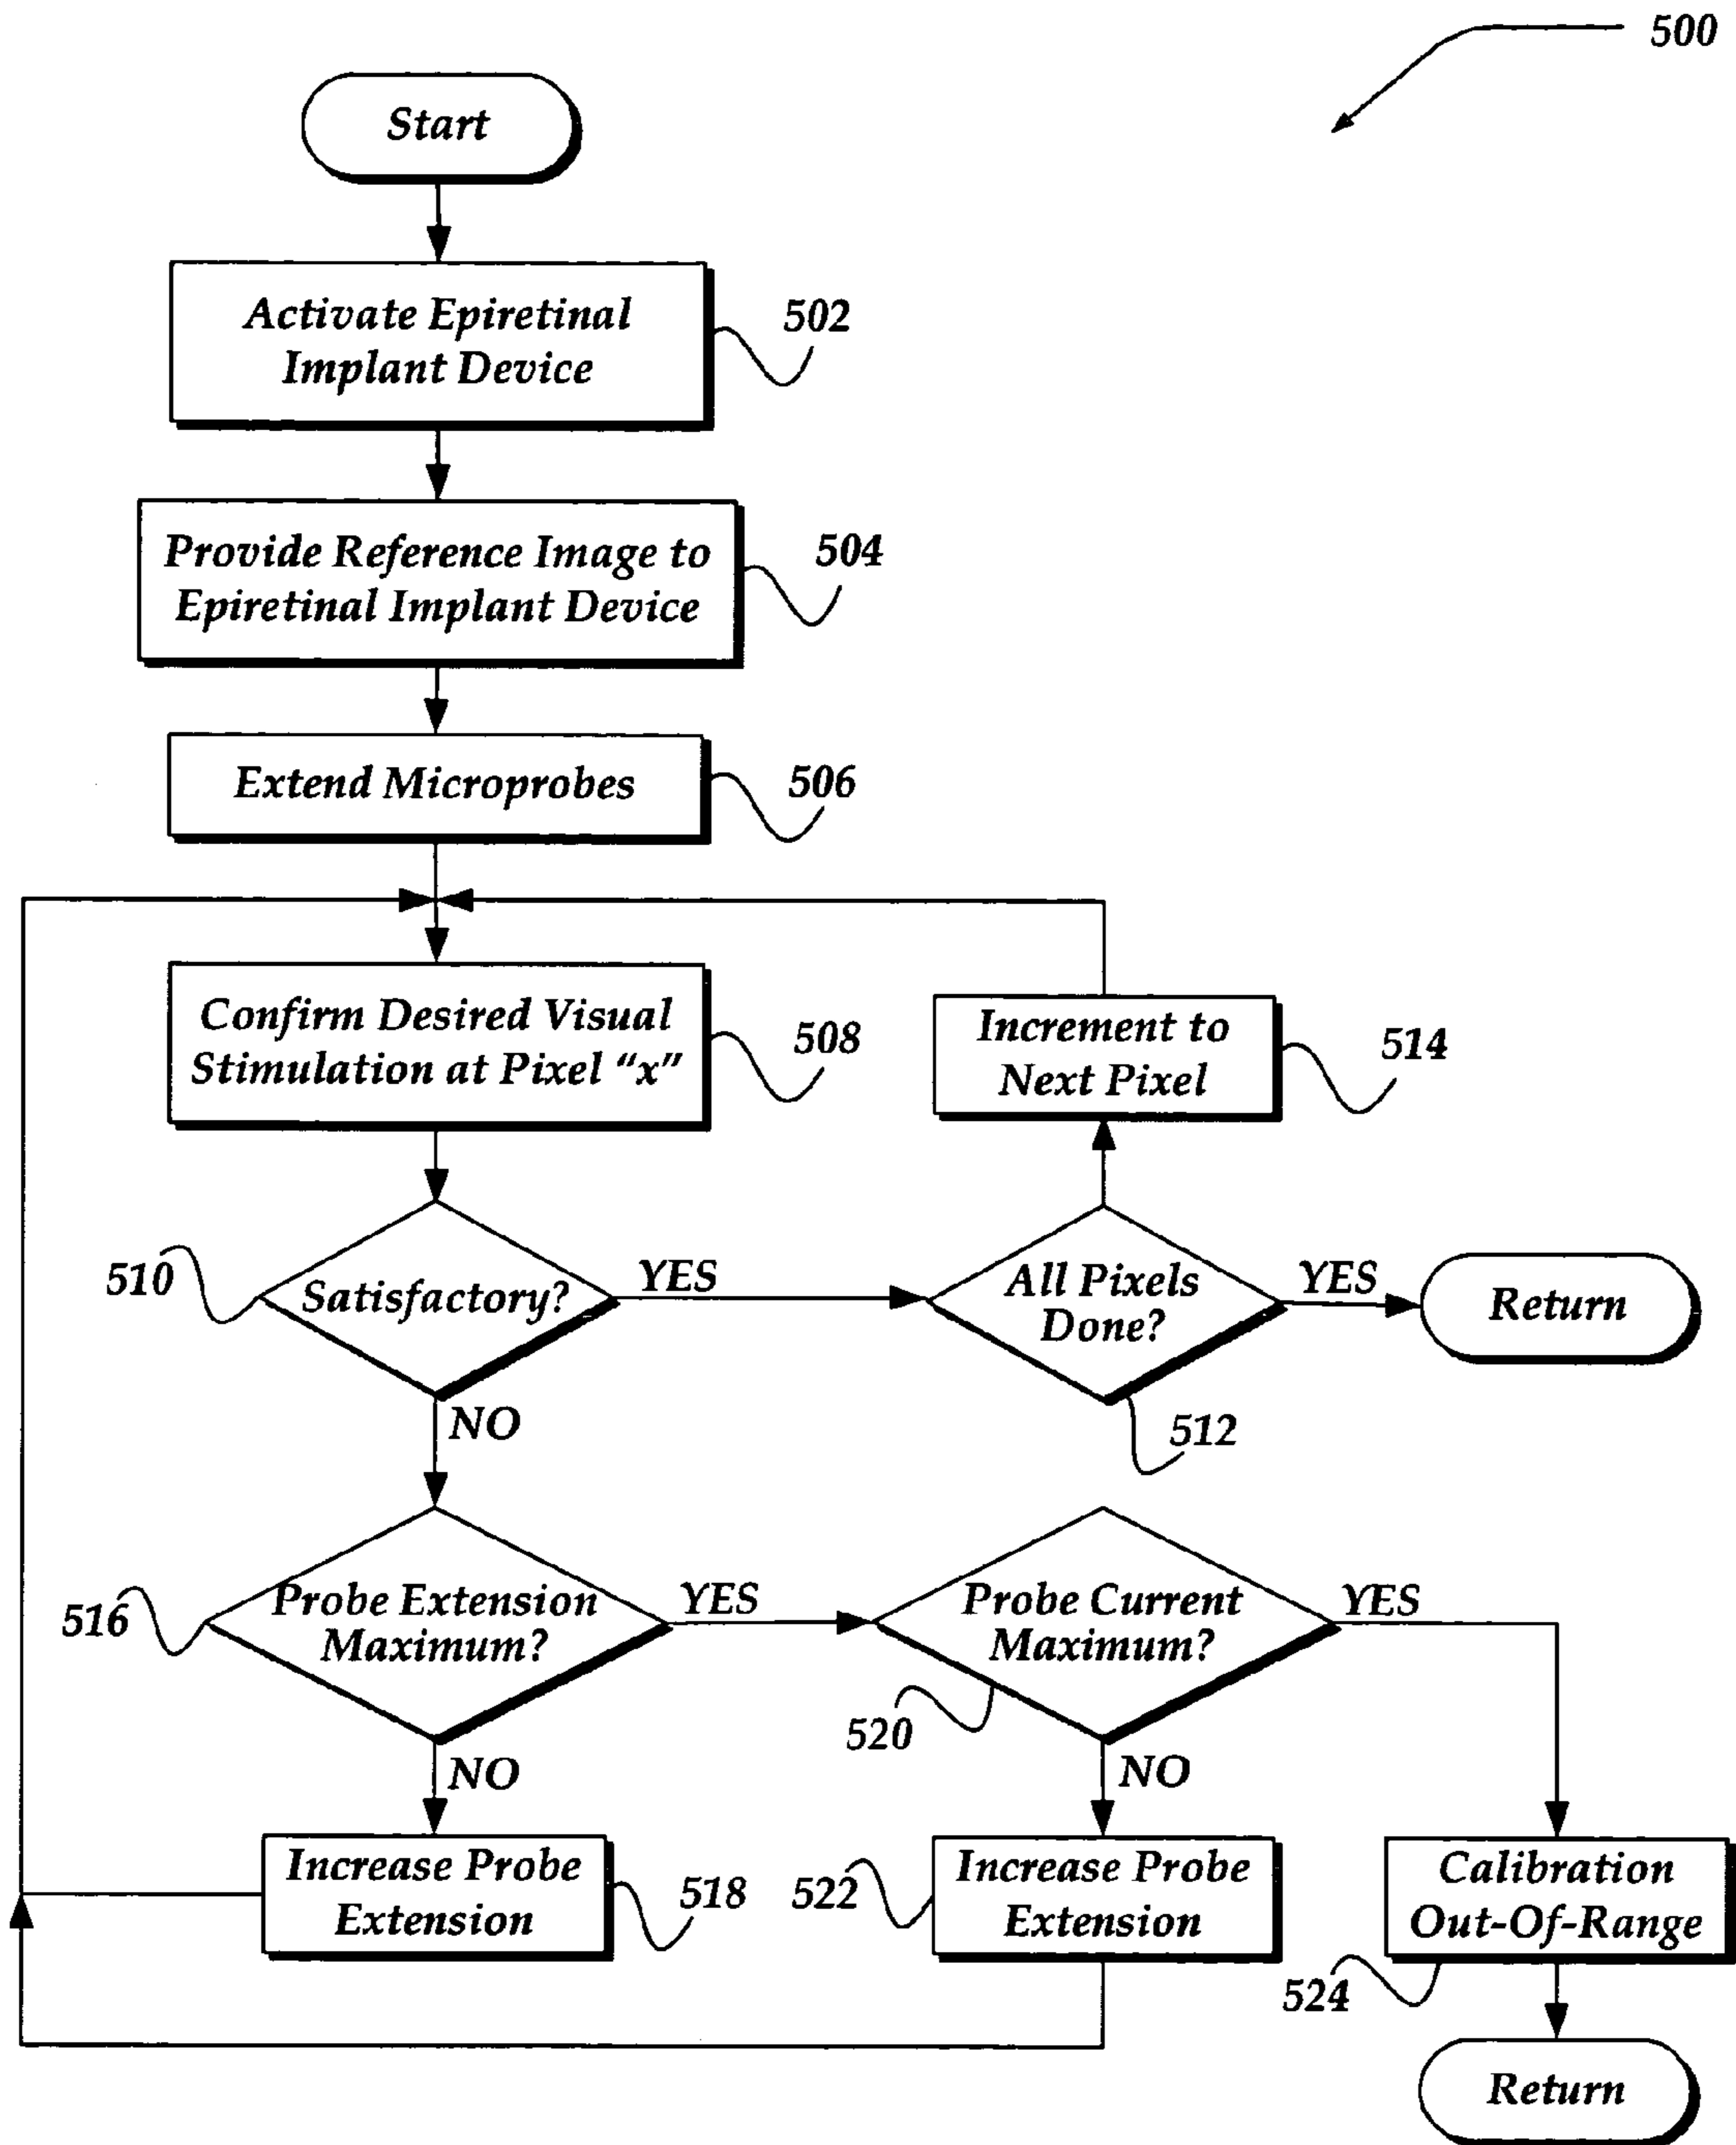 500
Start
Activate Epiretinal
Implant Device
502
Provide Reference Image to
Epiretinal Implant Device
504
Extend Microprobes
506
Confirm Desired Visual
Stimulation at Pixel “x”
508
Increment to
Next Pixel
514
510
Satisfactory?
YES
All Pixels
Done?
YES
Return
NO
512
516
Probe Extension
Maximum?
YES
Probe Current
Maximum?
YES
520
NO
NO
Increase Probe
Extension
518
522
Increase Probe
Extension
Calibration
Out-Of-Range
524
Return